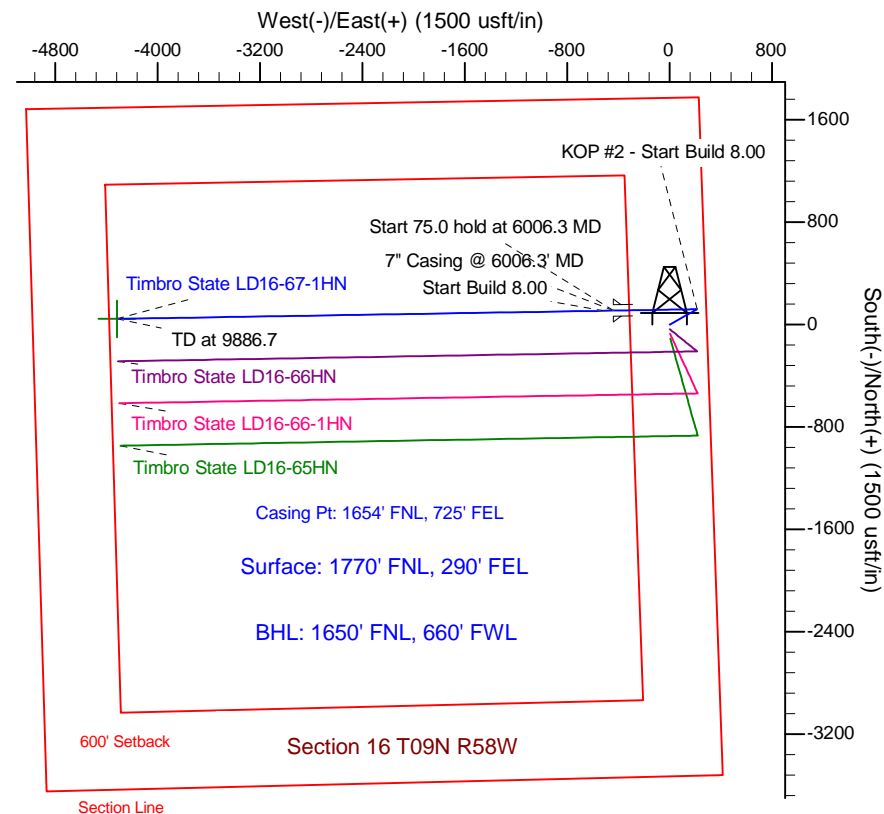 West(-)/East(+) (1500 usft/in)
-4800 -4000 -3200 -2400 -1600 -800 0 800
1600
KOP #2 - Start Build 8.00
800
Start 75.0 hold at 6006.3 MD
7" Casing @ 6006.3' MD
Start Build 8.00
Timbro State LD16-67-1HN
0
TD at 9886.7
Timbro State LD16-66HN
Timbro State LD16-66-1HN
-800
Timbro State LD16-65HN
South(-)/North(+) (1500 usft/in)
Casing Pt: 1654' FNL, 725' FEL
-1600
Surface: 1770' FNL, 290' FEL
BHL: 1650' FNL, 660' FWL
-2400
600' Setback
Section 16 T09N R58W
-3200
Section Line